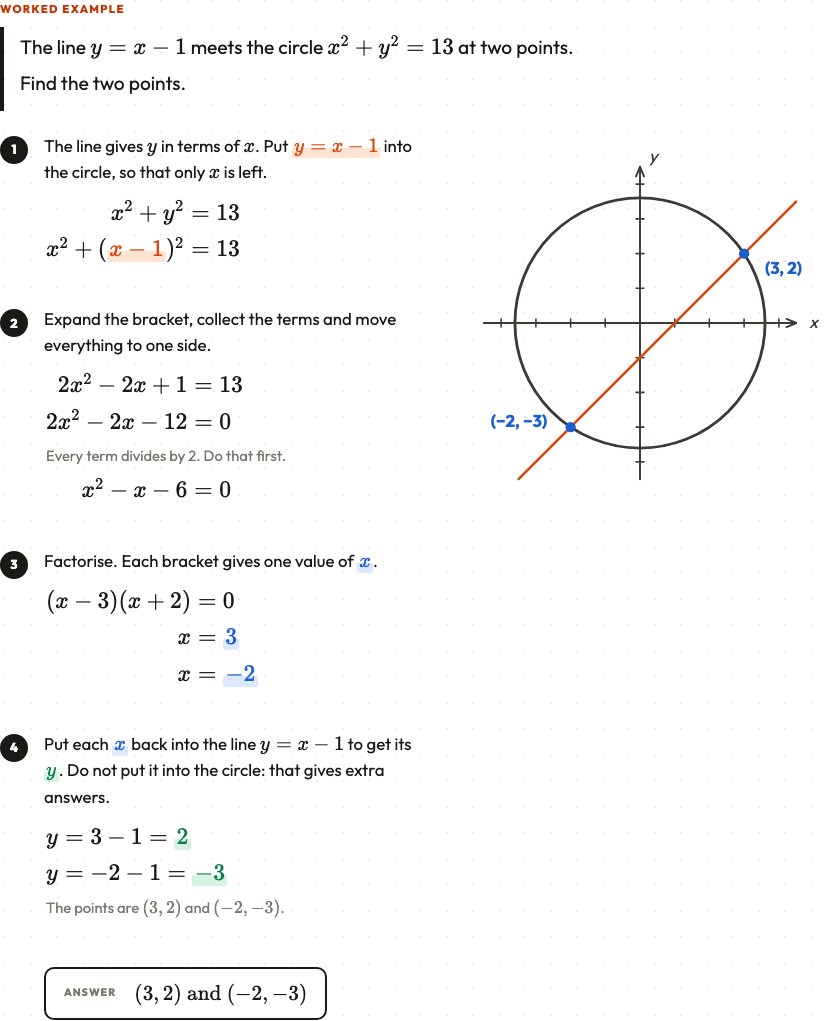 WORKED EXAMPLE
The line y = x − 1 meets the circle x² + y² = 13 at two points.
Find the two points.
1
The line gives y in terms of x. Put y = x − 1 into
the circle, so that only x is left.
x² + y² = 13
x² + (x − 1)² = 13
2
Expand the bracket, collect the terms and move
everything to one side.
2x² − 2x + 1 = 13
2x² − 2x − 12 = 0
Every term divides by 2. Do that first.
x² − x − 6 = 0
3
Factorise. Each bracket gives one value of x.
(x − 3)(x + 2) = 0
x = 3
x = −2
4
Put each x back into the line y = x − 1 to get its
y. Do not put it into the circle: that gives extra
answers.
y = 3 − 1 = 2
y = −2 − 1 = −3
The points are (3, 2) and (−2, −3).
ANSWER (3, 2) and (−2, −3)
y
(3, 2)
x
(−2, −3)